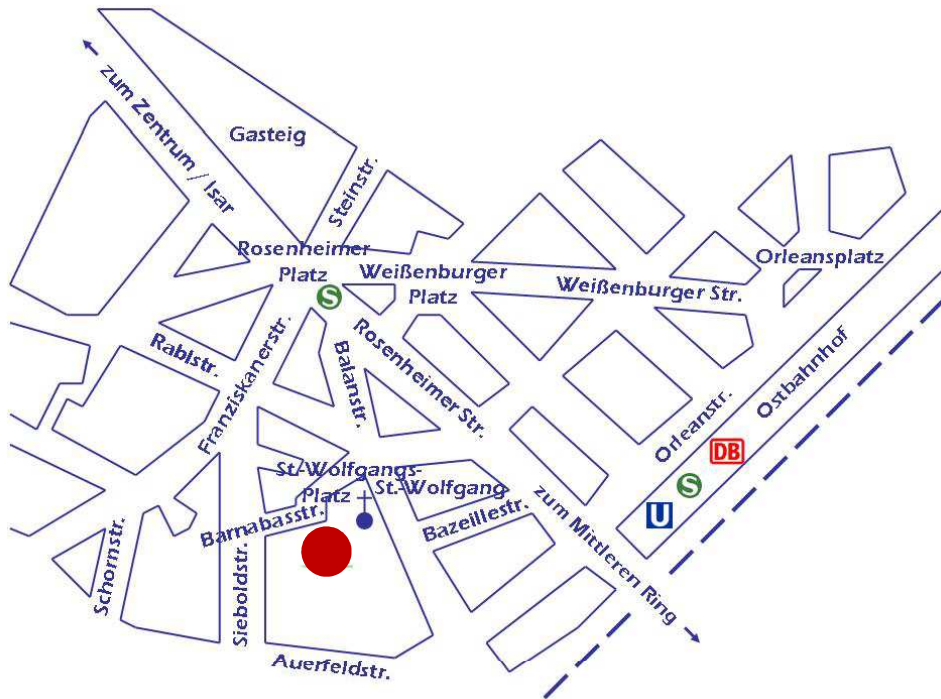 zum Zentrum / Isar
Gasteig
Steinstr.
Rosenheimer
Platz
S
Weißenburger
Platz
Weißenburger Str.
Orleansplatz
Rablstr.
Franziskanerstr.
Balanstr.
Rosenheimer Str.
Orleanstr.
Ostbahnhof
DB
S
U
St.-Wolfgangs-
Platz
St.-Wolfgang
Barnabasstr.
Bazeillestr.
zum Mittleren Ring
Schornstr.
Sieboldstr.
Auerfeldstr.